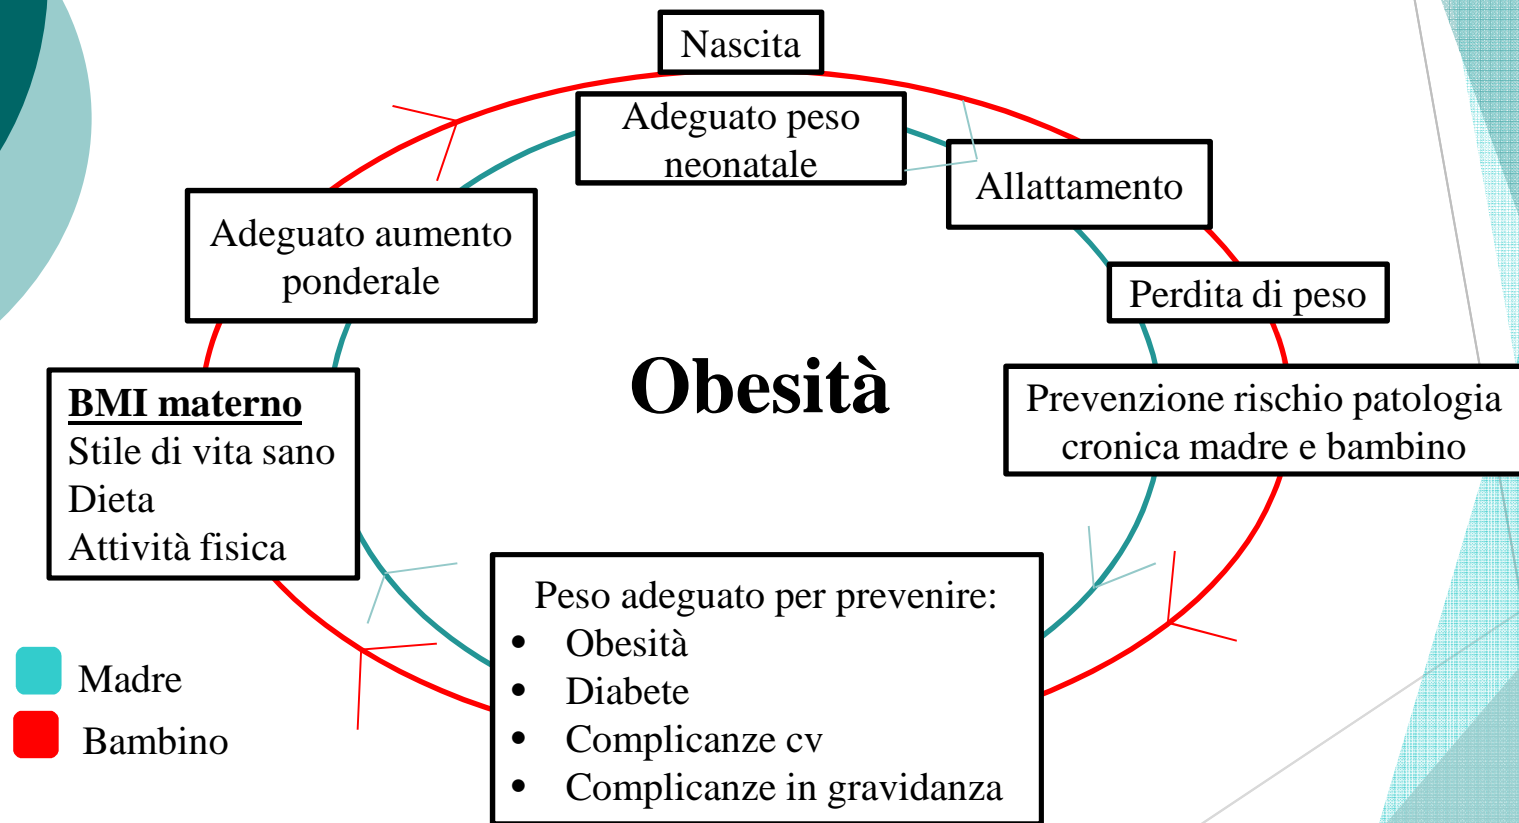 Nascita
Adeguato peso
neonatale
Allattamento
Adeguato aumento
ponderale
Perdita di peso
Obesità
BMI materno
Stile di vita sano
Dieta
Attività fisica
Prevenzione rischio patologia
cronica madre e bambino
Peso adeguato per prevenire:
• Obesità
• Diabete
• Complicanze cv
• Complicanze in gravidanza
Madre
Bambino